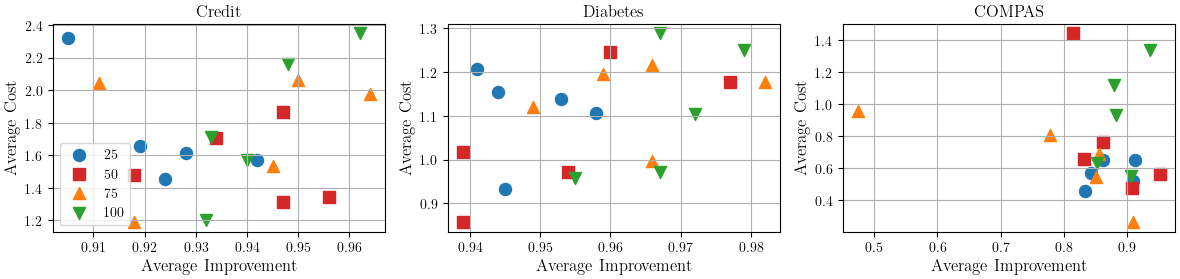 Credit
2.4
2.2
2.0
1.8
1.6
1.4
1.2
Average Cost
25
50
75
100
0.91 0.92 0.93 0.94 0.95 0.96
Average Improvement
Diabetes
1.3
1.2
1.1
1.0
0.9
Average Cost
0.94 0.95 0.96 0.97 0.98
Average Improvement
COMPAS
1.4
1.2
1.0
0.8
0.6
0.4
Average Cost
0.5 0.6 0.7 0.8 0.9
Average Improvement